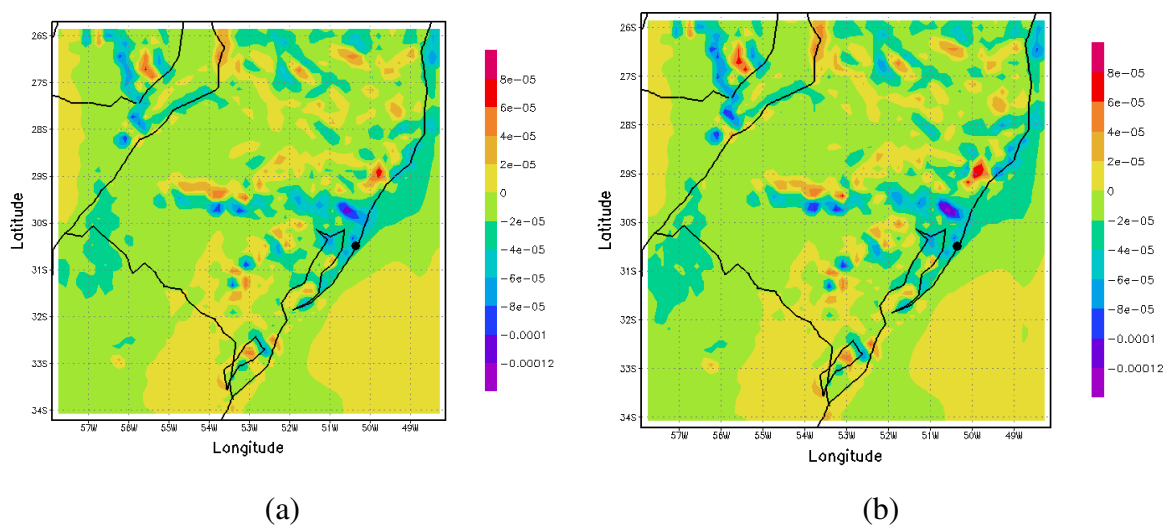 26S
27S
28S
29S
30S
31S
32S
33S
34S
Latitude
57W 56W 55W 54W 53W 52W 51W 50W 49W
Longitude
8e-05
6e-05
4e-05
2e-05
0
-2e-05
-4e-05
-6e-05
-8e-05
-0.0001
-0.00012
(a)
26S
27S
28S
29S
30S
31S
32S
33S
34S
Latitude
57W 56W 55W 54W 53W 52W 51W 50W 49W
Longitude
8e-05
6e-05
4e-05
2e-05
0
-2e-05
-4e-05
-6e-05
-8e-05
-0.0001
-0.00012
(b)